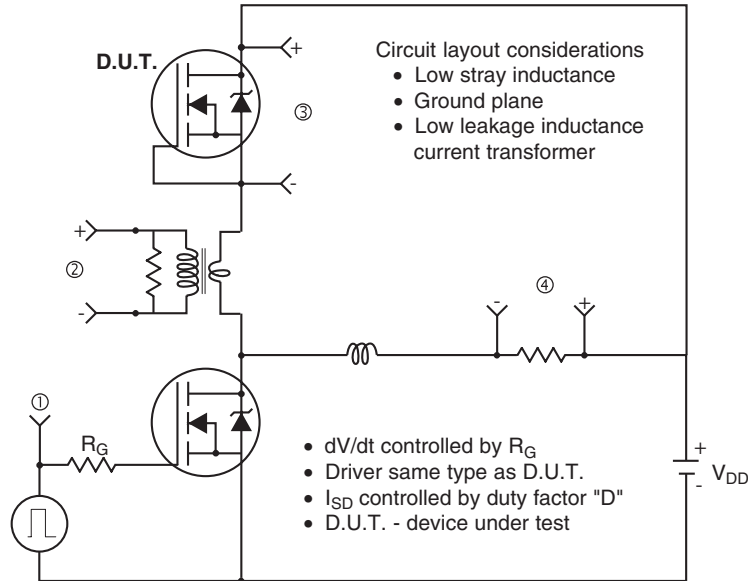 D.U.T.
+
③
-
Circuit layout considerations
• Low stray inductance
• Ground plane
• Low leakage inductance
current transformer
+
②
-
④
- +
①
R_G
• dV/dt controlled by R_G
• Driver same type as D.U.T.
• I_SD controlled by duty factor "D"
• D.U.T. - device under test
+
-
V_DD